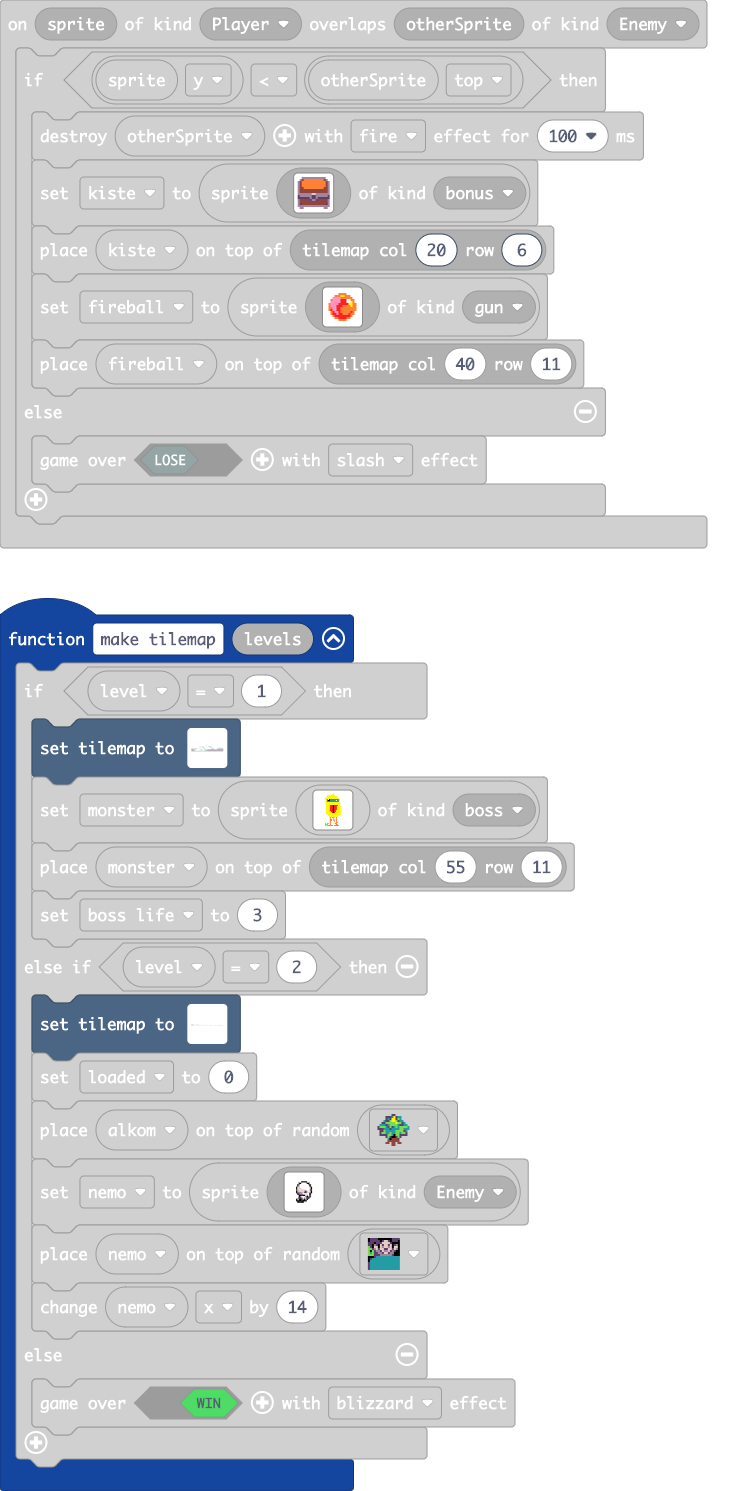 on sprite of kind Player overlaps otherSprite of kind Enemy
if sprite y < otherSprite top then
destroy otherSprite with fire effect for 100 ms
set kiste to sprite of kind bonus
place kiste on top of tilemap col 20 row 6
set fireball to sprite of kind gun
place fireball on top of tilemap col 40 row 11
else
game over LOSE with slash effect
function make tilemap levels
if level = 1 then
set tilemap to
set monster to sprite of kind boss
place monster on top of tilemap col 55 row 11
set boss life to 3
else if level = 2 then
set tilemap to
set loaded to 0
place alkom on top of random
set nemo to sprite of kind Enemy
place nemo on top of random
change nemo x by 14
else
game over WIN with blizzard effect